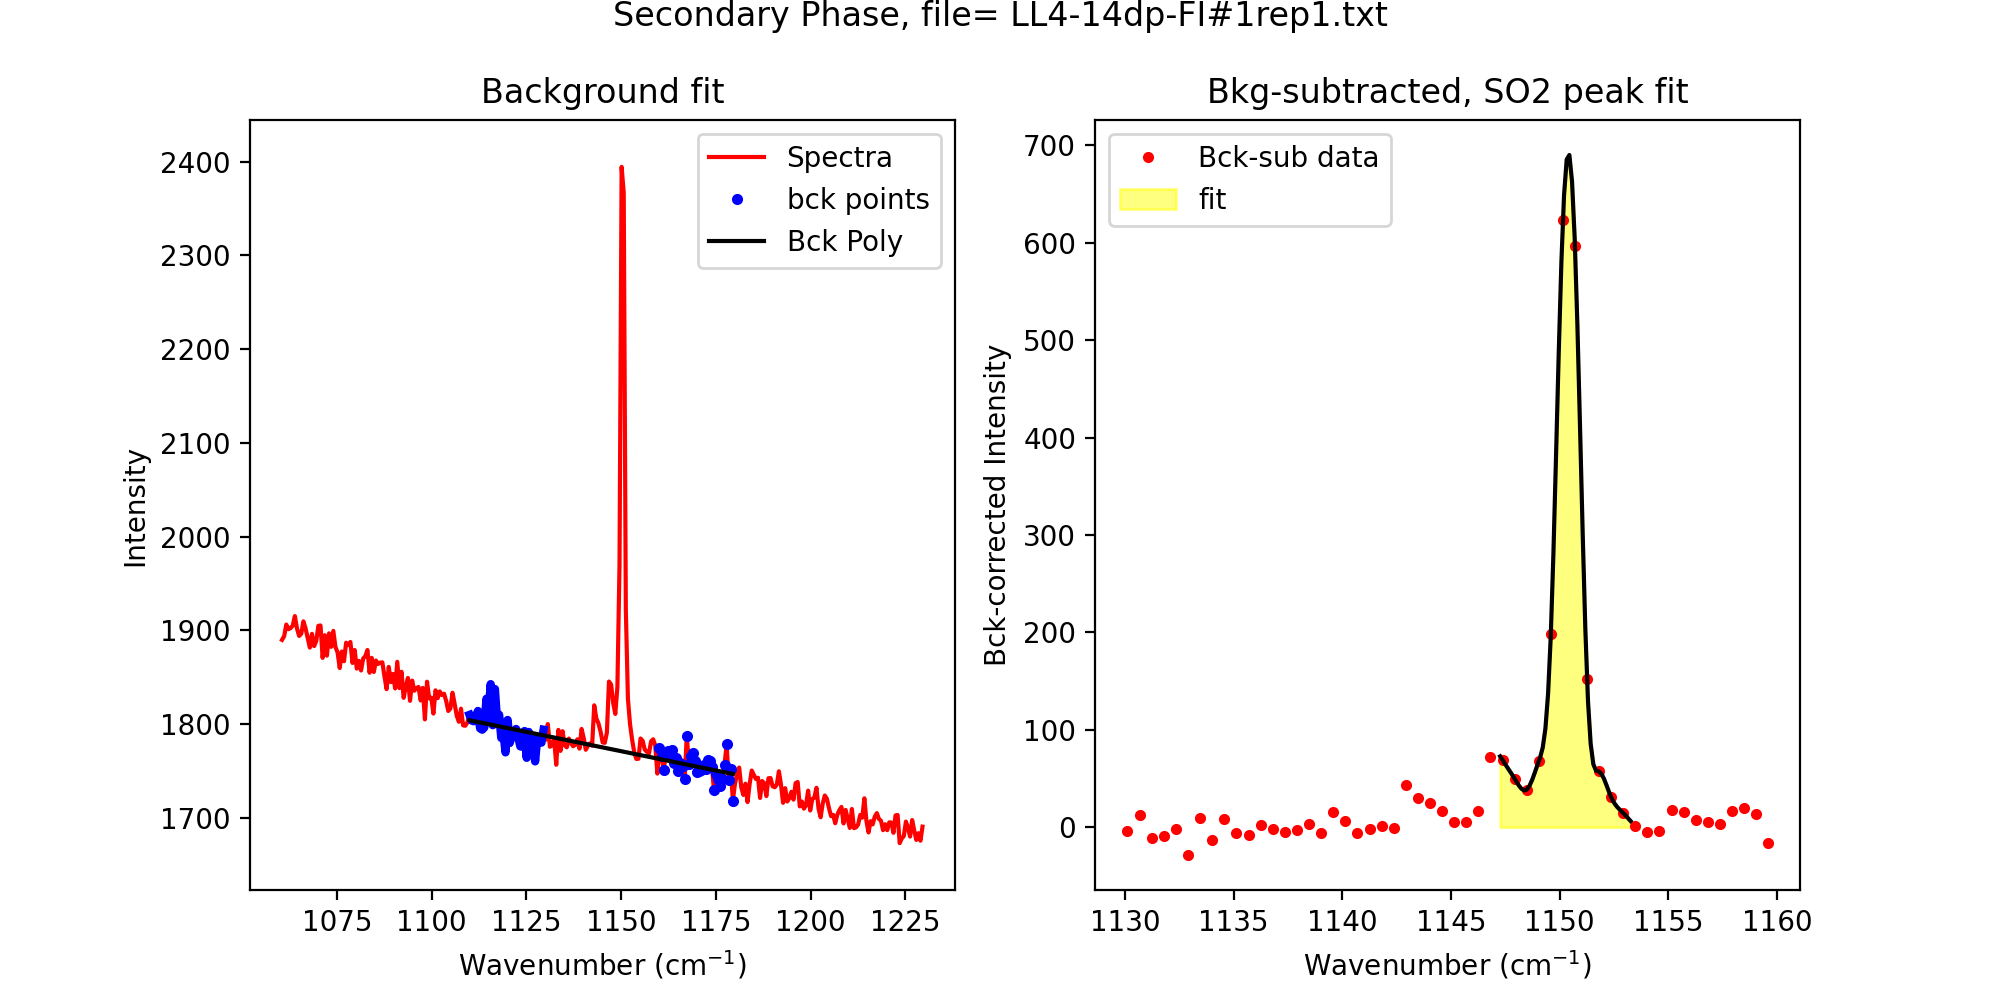 Secondary Phase, file= LL4-14dp-FI#1rep1.txt
Background fit
Intensity
2400
2300
2200
2100
2000
1900
1800
1700
Spectra
bck points
Bck Poly
1075 1100 1125 1150 1175 1200 1225
Wavenumber (cm⁻¹)
Bkg-subtracted, SO2 peak fit
Bck-corrected Intensity
700
600
500
400
300
200
100
0
Bck-sub data
fit
1130 1135 1140 1145 1150 1155 1160
Wavenumber (cm⁻¹)